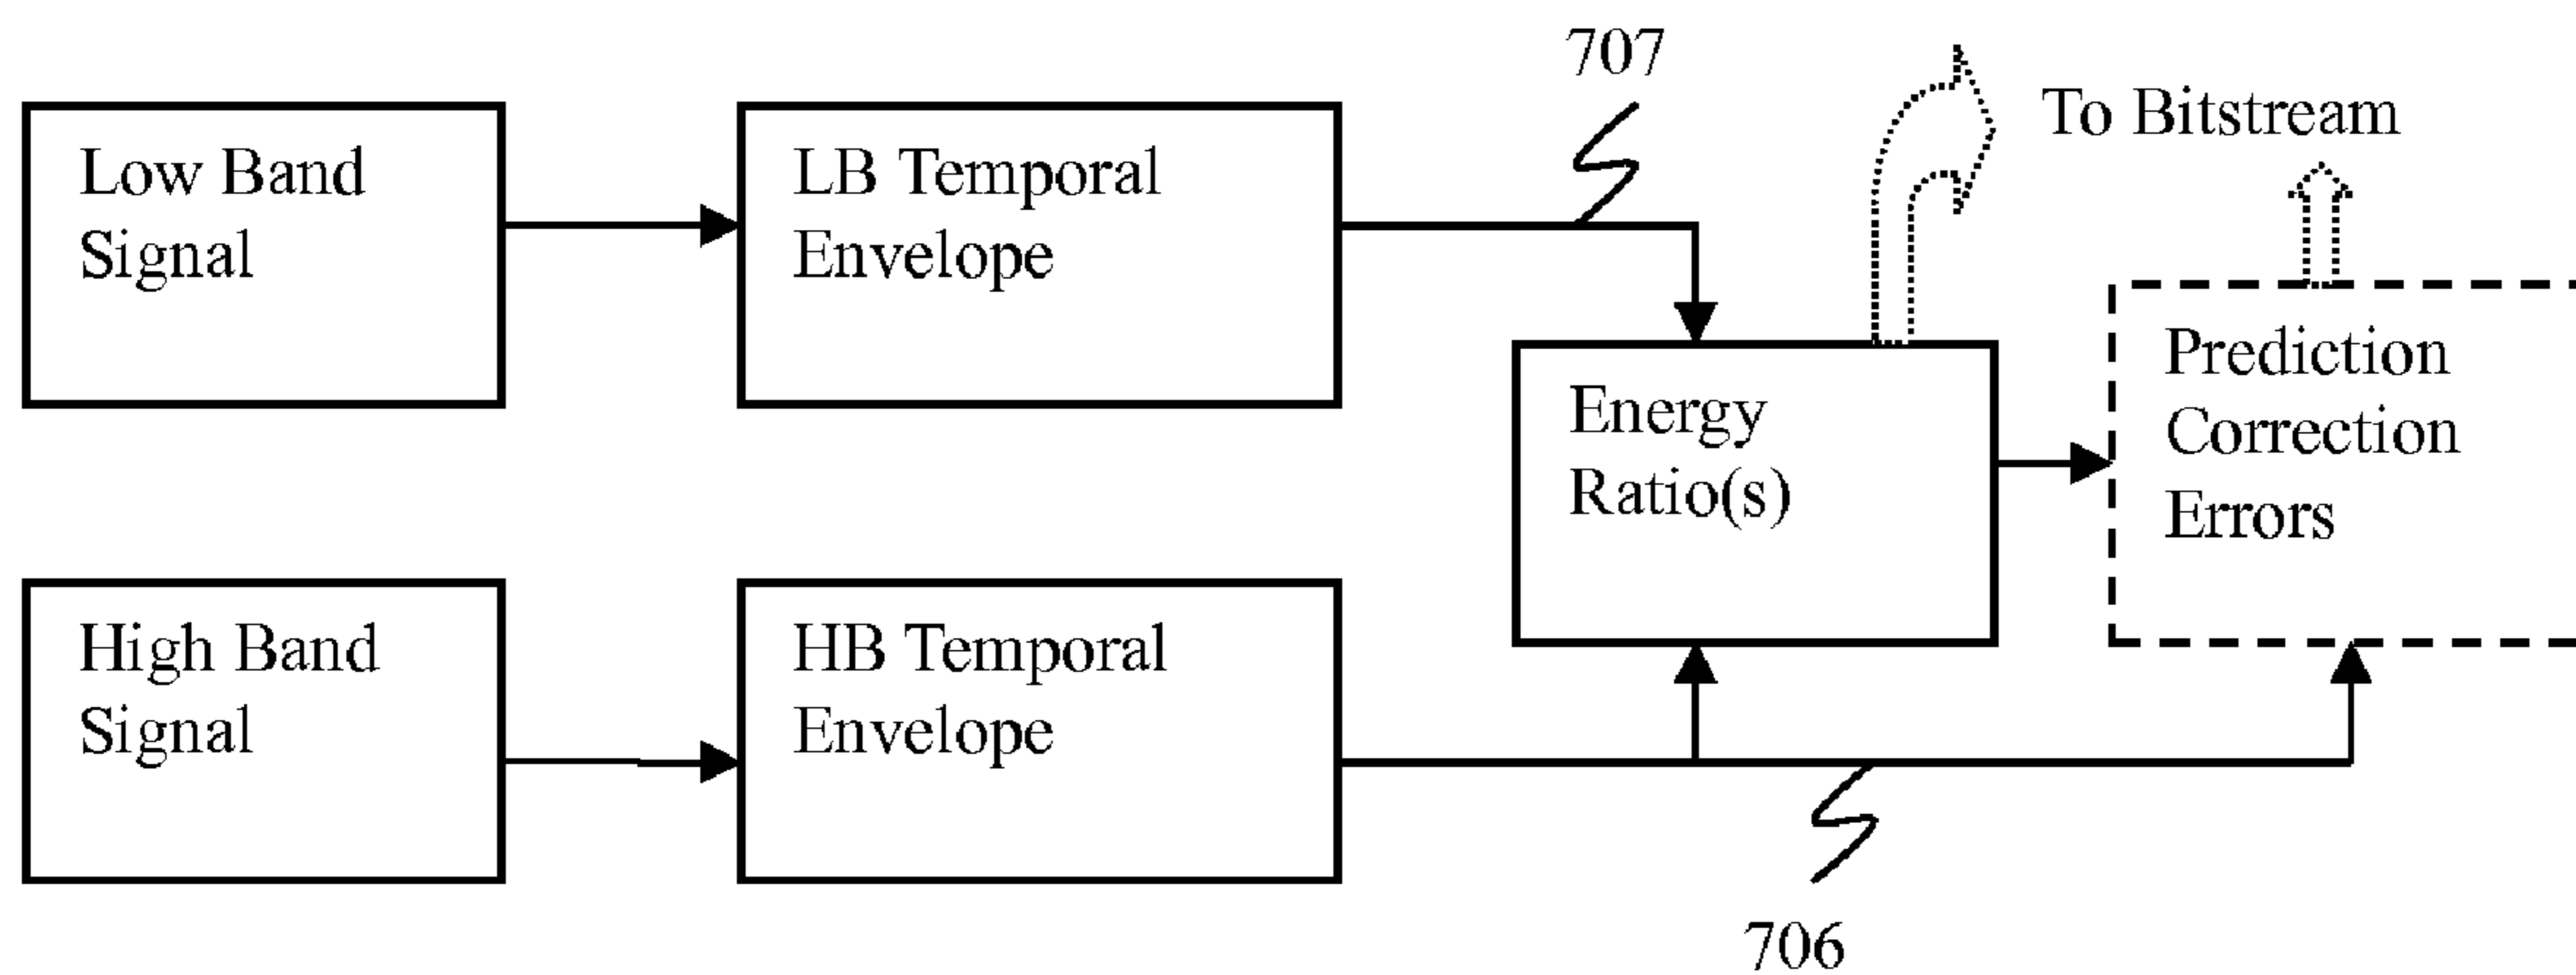 707
To Bitstream
Low Band
Signal
LB Temporal
Envelope
Energy
Ratio(s)
Prediction
Correction
Errors
High Band
Signal
HB Temporal
Envelope
706